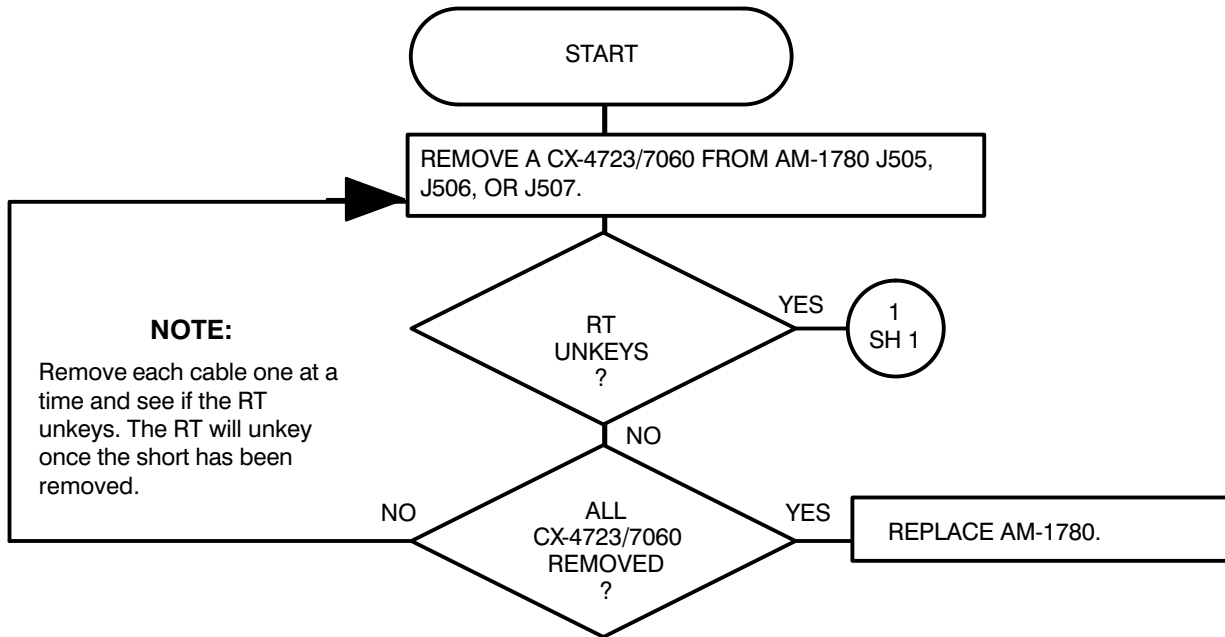 START
REMOVE A CX-4723/7060 FROM AM-1780 J505,
J506, OR J507.
RT
UNKEYS
?
YES
1
SH 1
NOTE:
Remove each cable one at a
time and see if the RT
unkeys. The RT will unkey
once the short has been
removed.
NO
ALL
CX-4723/7060
REMOVED
?
NO
YES
REPLACE AM-1780.